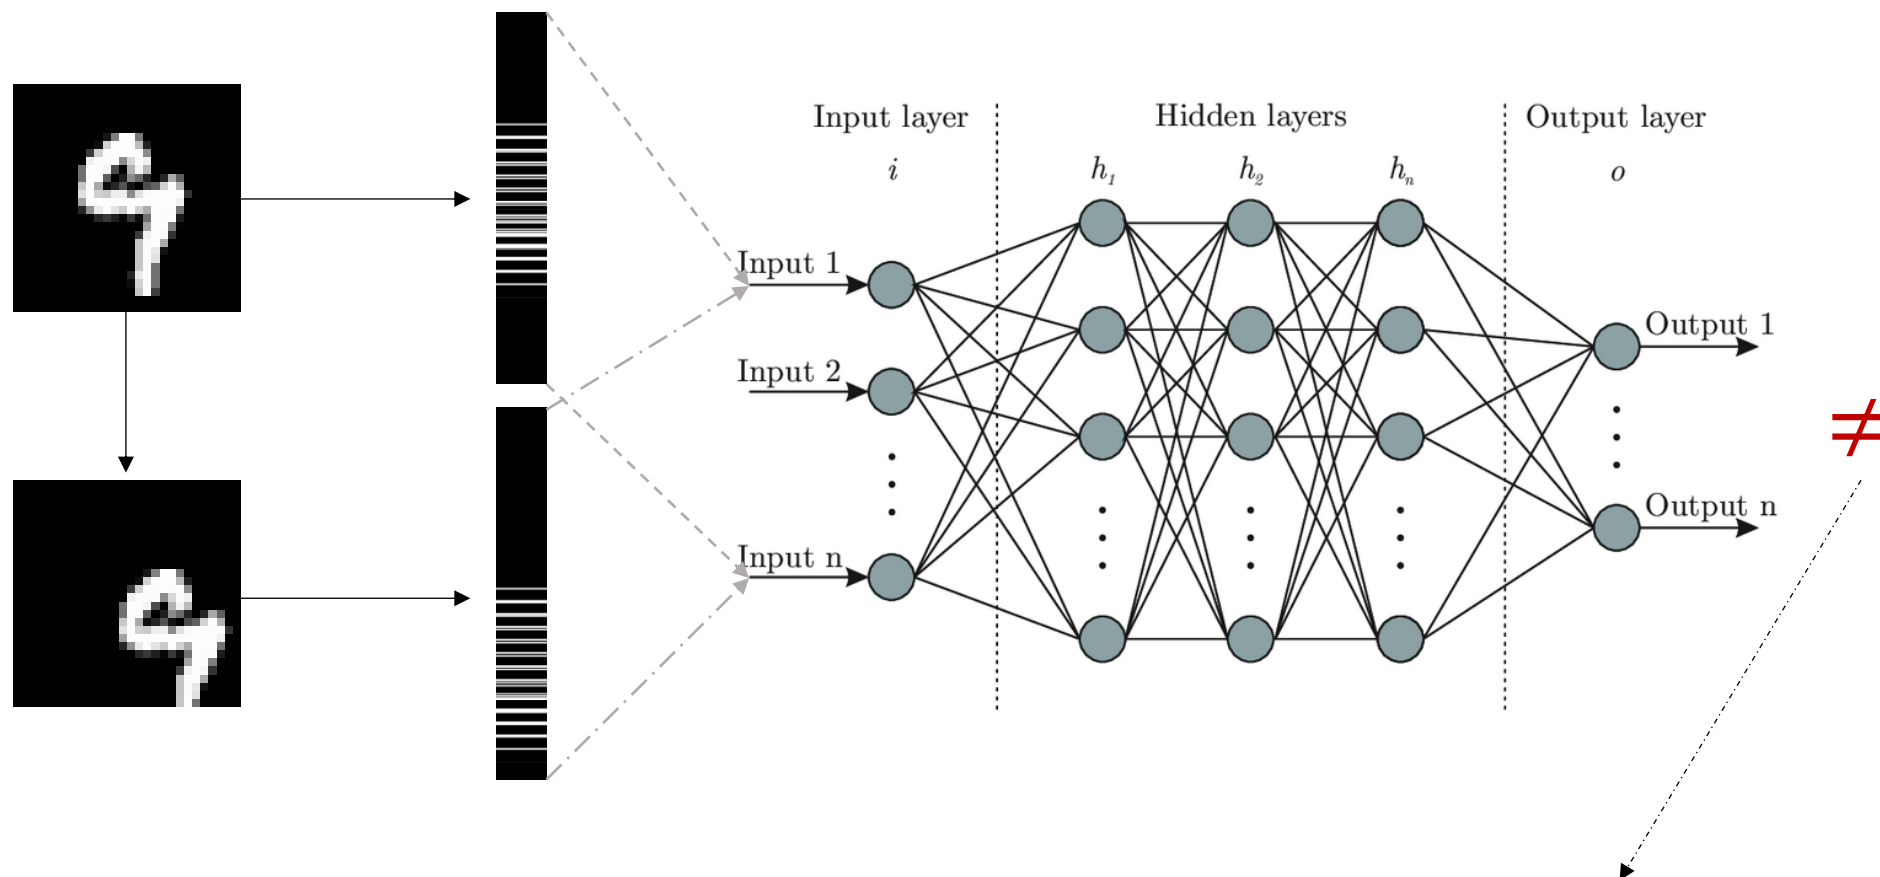 Input layer
Hidden layers
Output layer
i
h₁
h₂
hₙ
o
Input 1
Input 2
Input n
Output 1
Output n
≠